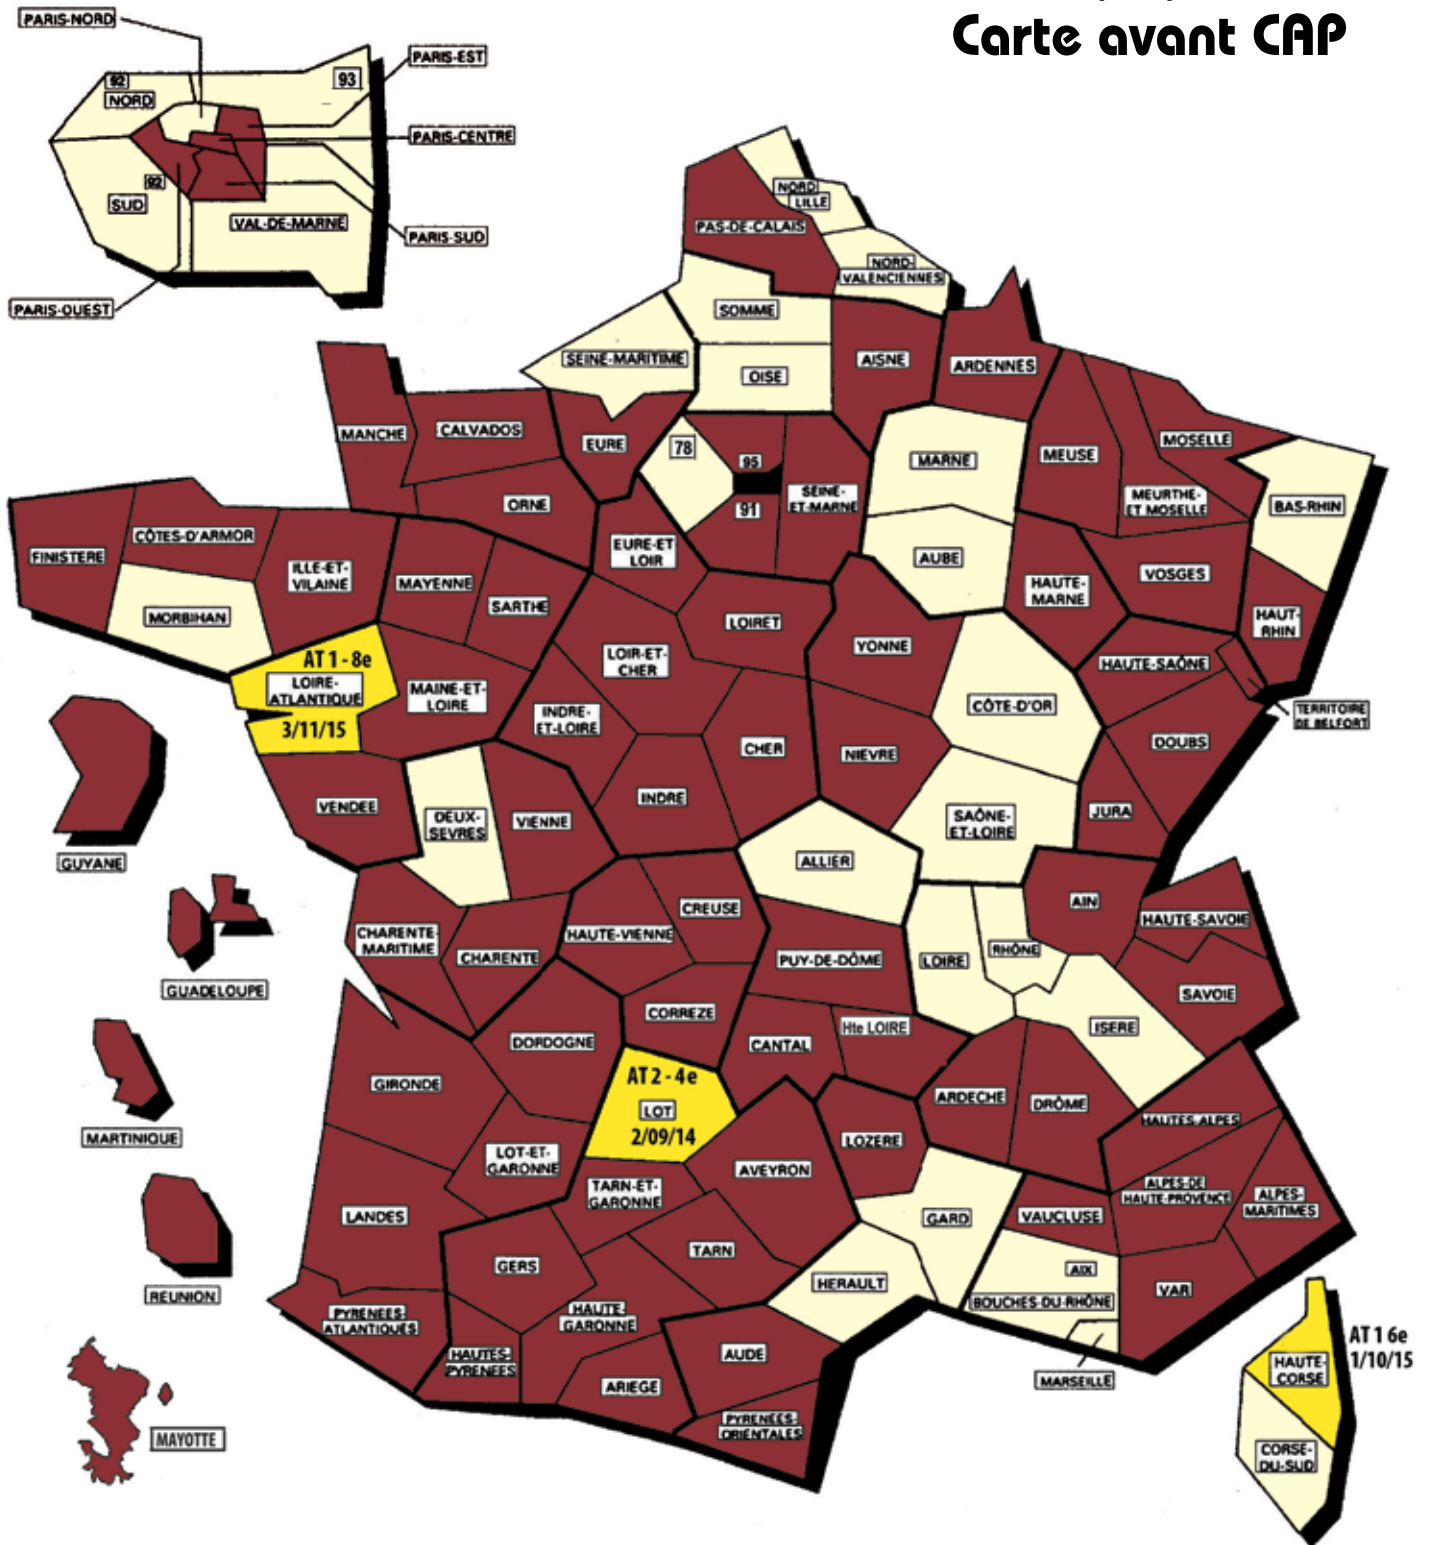 Carte avant CAP
PARIS-NORD
PARIS-EST
92
NORD
93
PARIS-CENTRE
92
SUD
VAL-DE-MARNE
PARIS-SUD
PARIS-OUEST
NORD
LILLE
PAS-DE-CALAIS
NORD-
VALENCIENNES
SOMME
SEINE-MARITIME
OISE
AISNE
ARDENNES
MANCHE
CALVADOS
EURE
78
95
91
SEINE-
ET-MARNE
MARNE
MEUSE
MOSELLE
MEURTHE-
ET MOSELLE
BAS-RHIN
ORNE
FINISTERE
CÔTES-D'ARMOR
ILLE-ET-
VILAINE
MORBIHAN
MAYENNE
SARTHE
EURE-ET
LOIR
AUBE
HAUTE-
MARNE
VOSGES
HAUT-
RHIN
LOIRET
YONNE
LOIR-ET-
CHER
HAUTE-SAÔNE
TERRITOIRE
DE BELFORT
AT 1 - 8e
LOIRE-
ATLANTIQUE
3/11/15
MAINE-ET-
LOIRE
INDRE-
ET-LOIRE
CHER
NIEVRE
CÔTE-D'OR
DOUBS
JURA
VENDEE
DEUX-
SEVRES
VIENNE
INDRE
SAÔNE-
ET-LOIRE
GUYANE
ALLIER
AIN
HAUTE-SAVOIE
CHARENTE-
MARITIME
CHARENTE
HAUTE-VIENNE
CREUSE
PUY-DE-DÔME
LOIRE
RHÔNE
SAVOIE
GUADELOUPE
CORREZE
CANTAL
Hte LOIRE
ISERE
DORDOGNE
GIRONDE
AT 2 - 4e
LOT
2/09/14
ARDECHE
DRÔME
HAUTES-ALPES
MARTINIQUE
LOT-ET-
GARONNE
AVEYRON
LOZERE
TARN-ET-
GARONNE
ALPES-DE
HAUTE-PROVENCE
ALPES-
MARITIMES
LANDES
GARD
VAUCLUSE
GERS
TARN
HERAULT
AIX
BOUCHES-DU-RHÔNE
VAR
REUNION
PYRENEES-
ATLANTIQUES
HAUTE-
GARONNE
HAUTES-
PYRENEES
AUDE
ARIEGE
MARSEILLE
AT 1 6e
1/10/15
HAUTE-
CORSE
PYRENEES-
ORIENTALES
CORSE-
DU-SUD
MAYOTTE